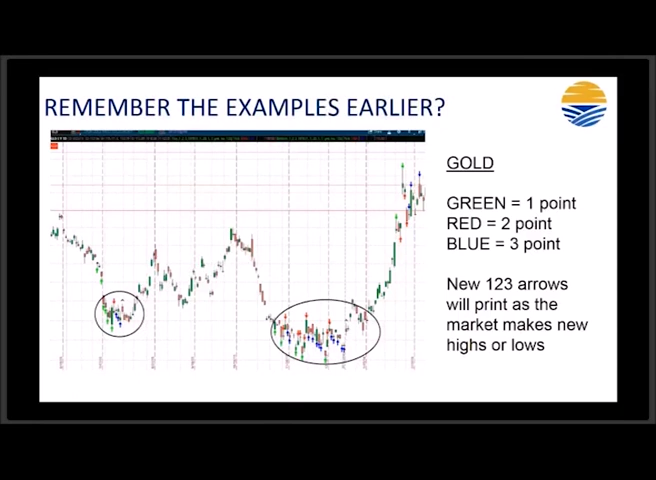 REMEMBER THE EXAMPLES EARLIER?
GOLD
GREEN = 1 point
RED = 2 point
BLUE = 3 point
New 123 arrows
will print as the
market makes new
highs or lows